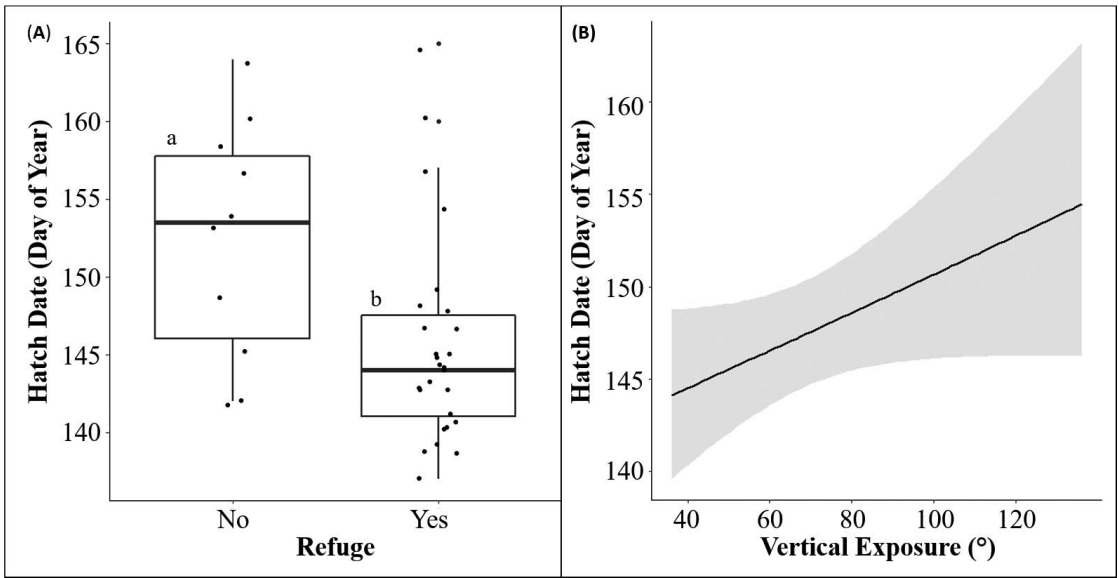 (A)
Hatch Date (Day of Year)
165
160
155
150
145
140
a
b
No
Yes
Refuge
(B)
Hatch Date (Day of Year)
160
155
150
145
140
40
60
80
100
120
Vertical Exposure (°)